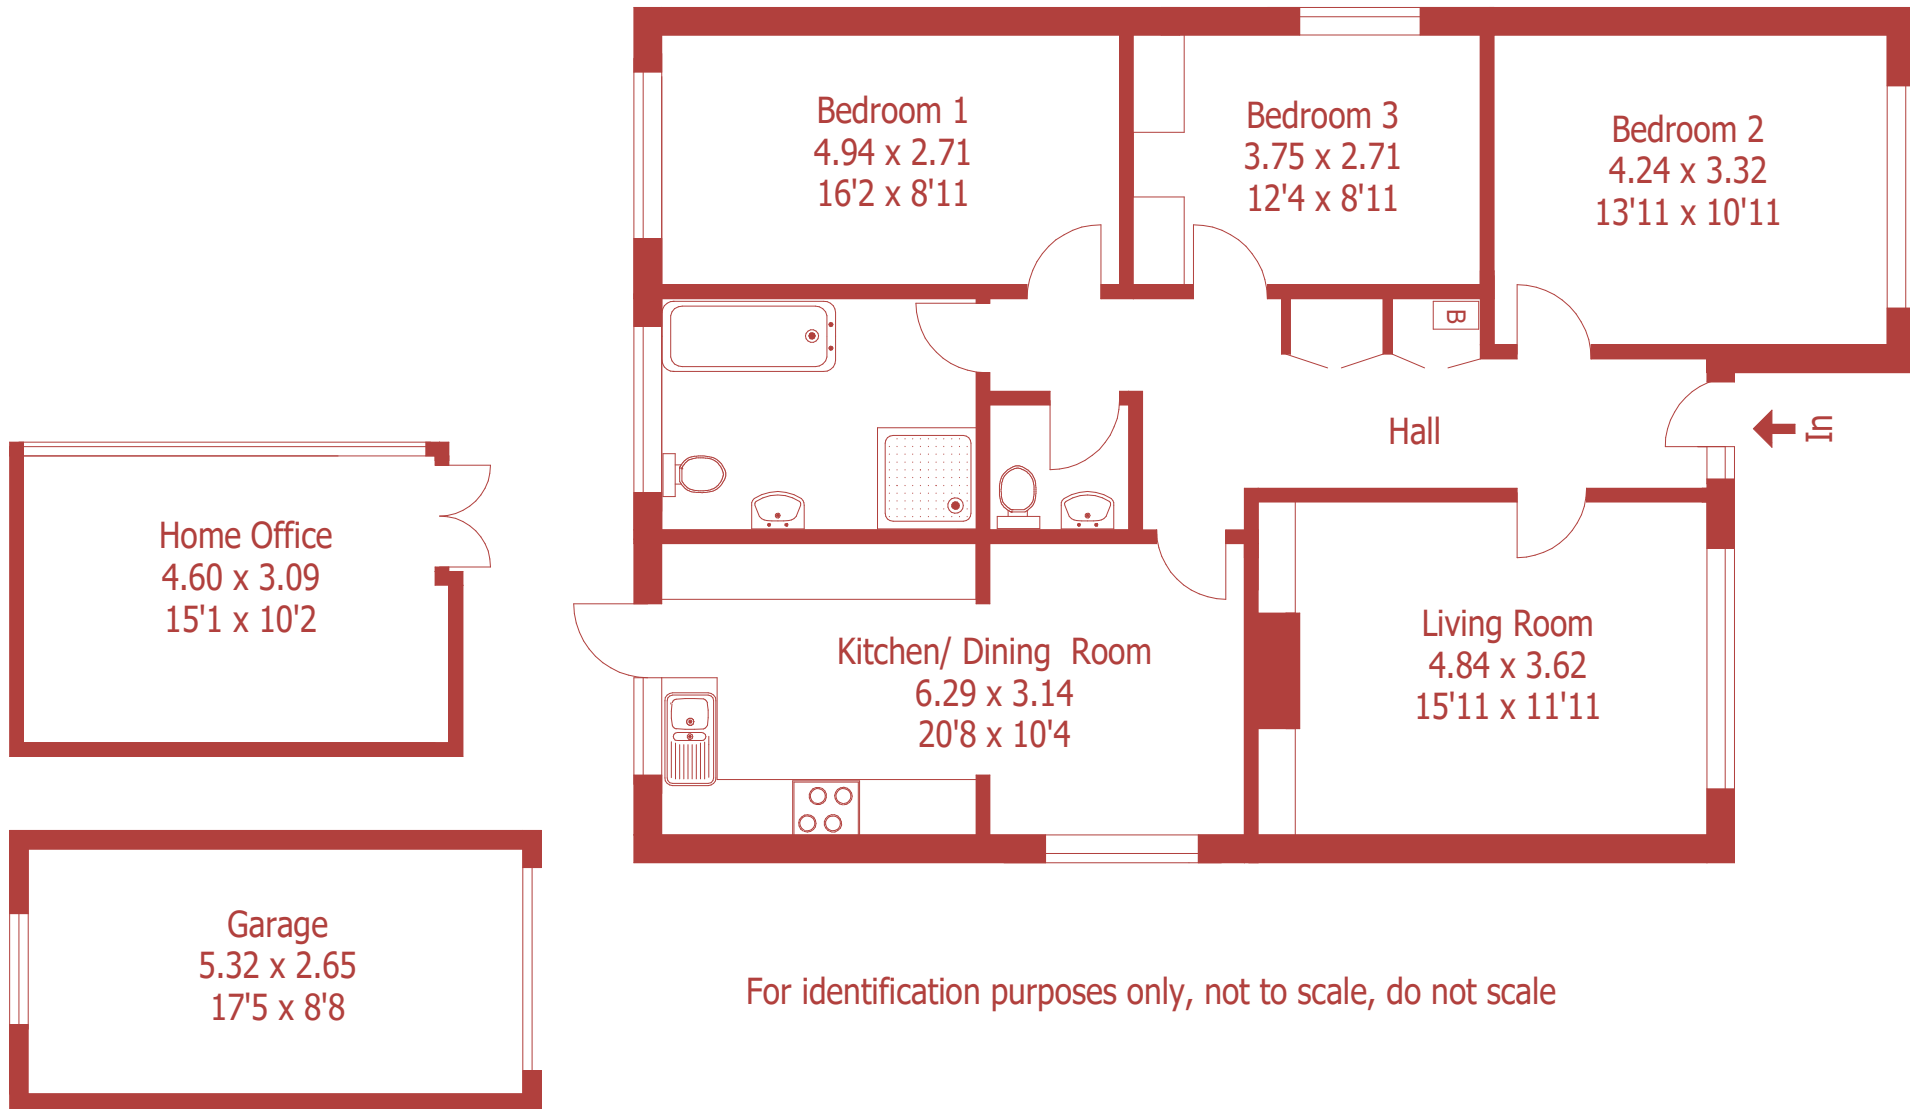 Bedroom 1
4.94 x 2.71
16'2 x 8'11
Bedroom 3
3.75 x 2.71
12'4 x 8'11
Bedroom 2
4.24 x 3.32
13'11 x 10'11
B
Hall
In
Home Office
4.60 x 3.09
15'1 x 10'2
Kitchen/ Dining Room
6.29 x 3.14
20'8 x 10'4
Living Room
4.84 x 3.62
15'11 x 11'11
Garage
5.32 x 2.65
17'5 x 8'8
For identification purposes only, not to scale, do not scale